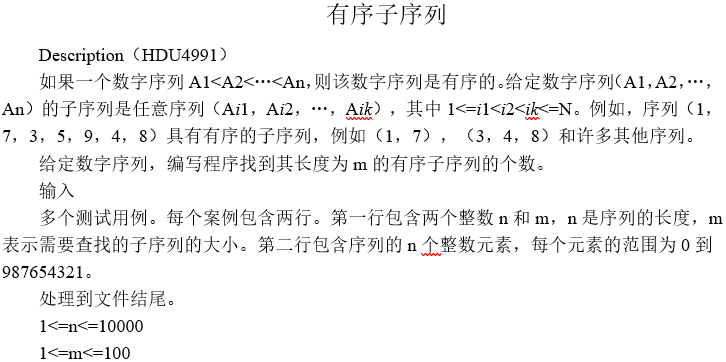 有序子序列
Description（HDU4991）
如果一个数字序列 A1<A2<…<An，则该数字序列是有序的。给定数字序列（A1，A2，…，
An）的子序列是任意序列（Ai1，Ai2，…，Aik），其中 1<=i1<i2<ik<=N。例如，序列（1，
7，3，5，9，4，8）具有有序的子序列，例如（1，7），（3，4，8）和许多其他序列。
给定数字序列，编写程序找到其长度为 m 的有序子序列的个数。
输入
多个测试用例。每个案例包含两行。第一行包含两个整数 n 和 m，n 是序列的长度，m
表示需要查找的子序列的大小。第二行包含序列的 n 个整数元素，每个元素的范围为 0 到
987654321。
处理到文件结尾。
1<=n<=10000
1<=m<=100